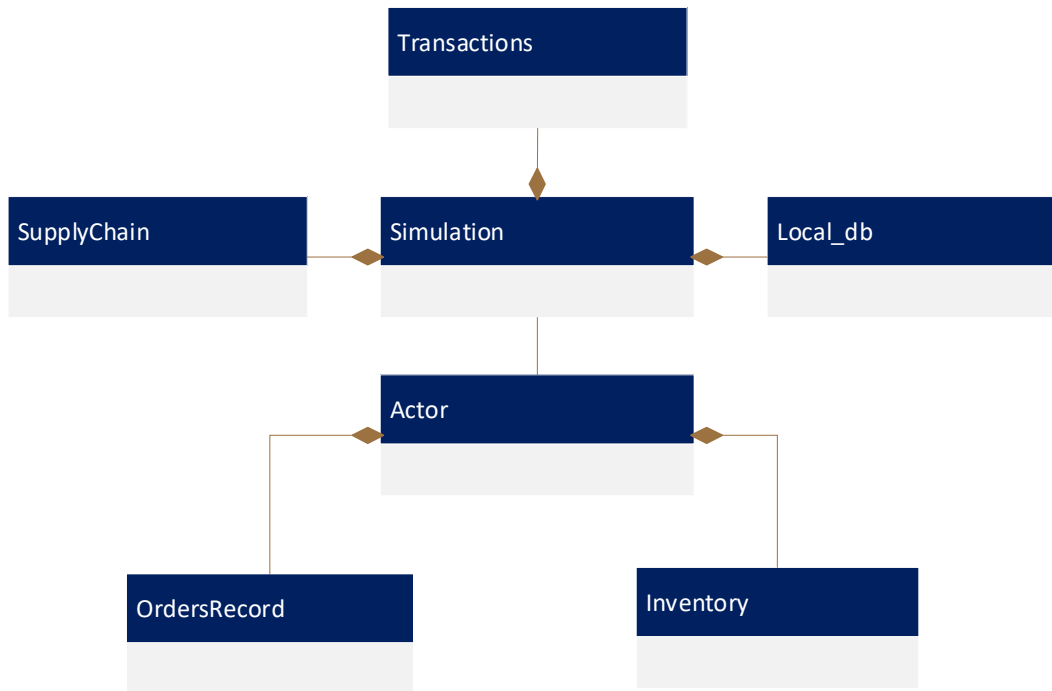 Transactions
SupplyChain
Simulation
Local_db
Actor
OrdersRecord
Inventory